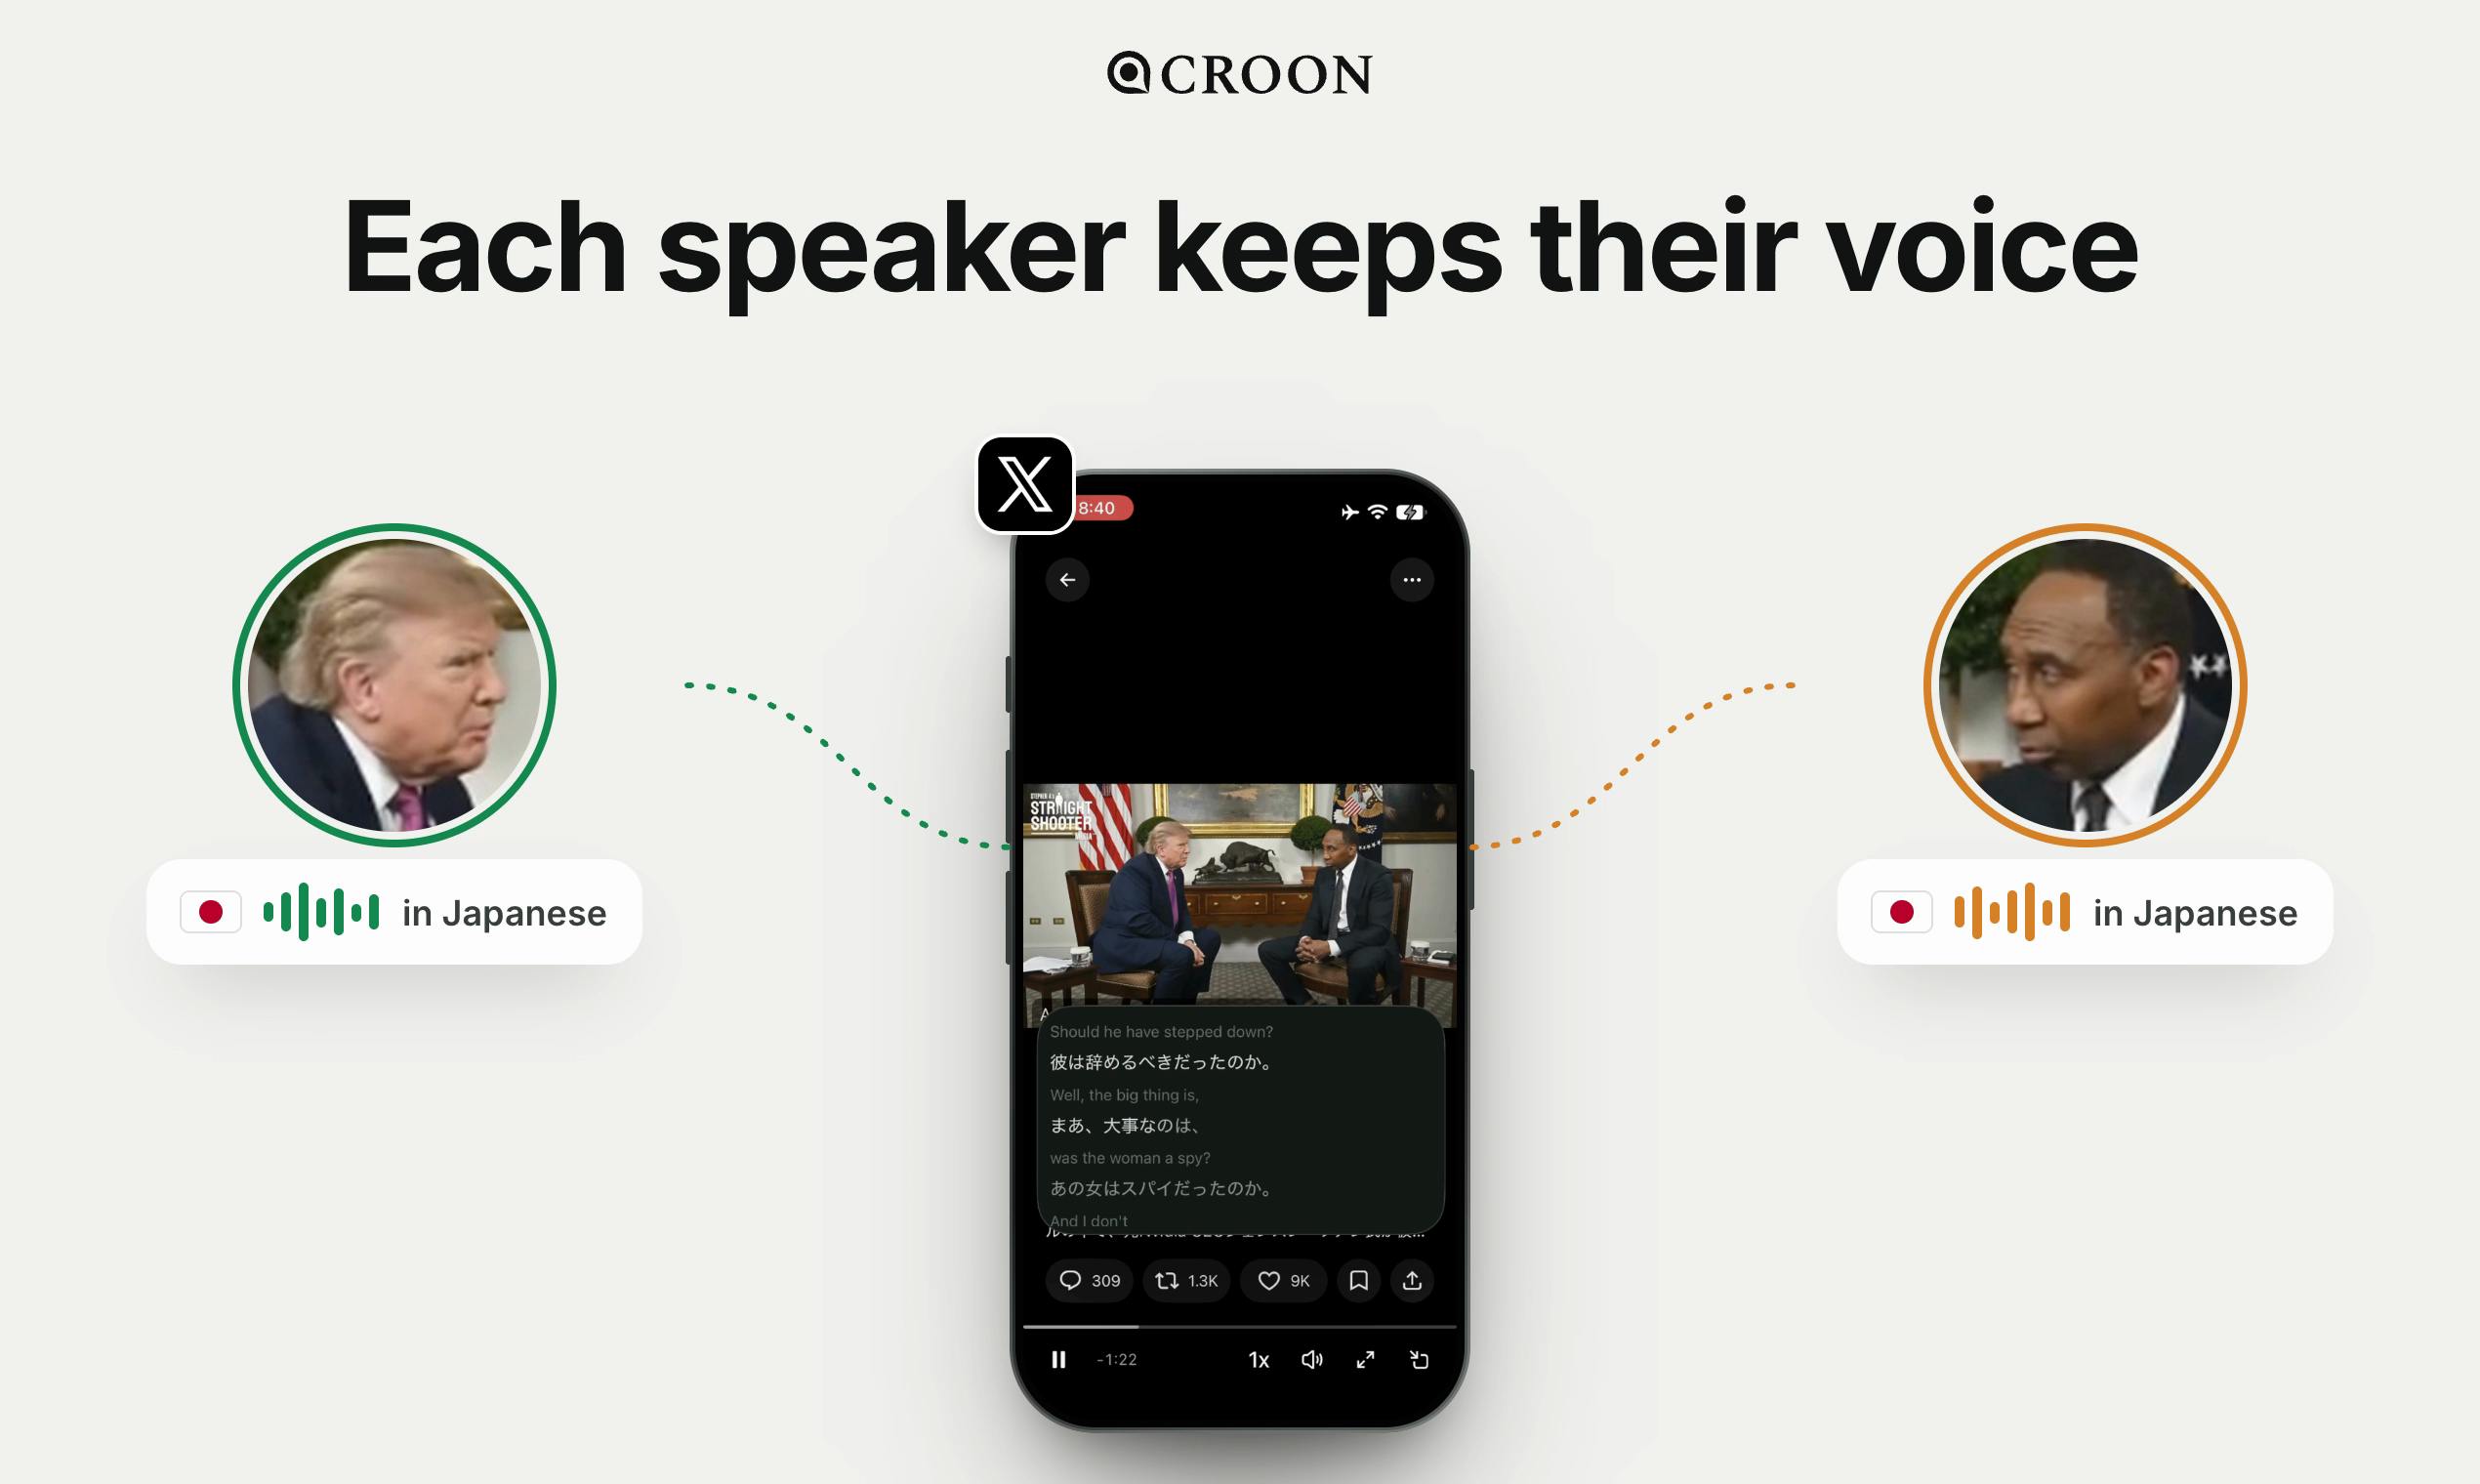 CROON
Each speaker keeps their voice
8:40
STEPHEN A.'S
STRAIGHT
SHOOTER
in Japanese
in Japanese
A
Should he have stepped down?
彼は辞めるべきだったのか。
Well, the big thing is,
まあ、大事なのは、
was the woman a spy?
あの女はスパイだったのか。
And I don't
309 1.3K 9K
-1:22 1x